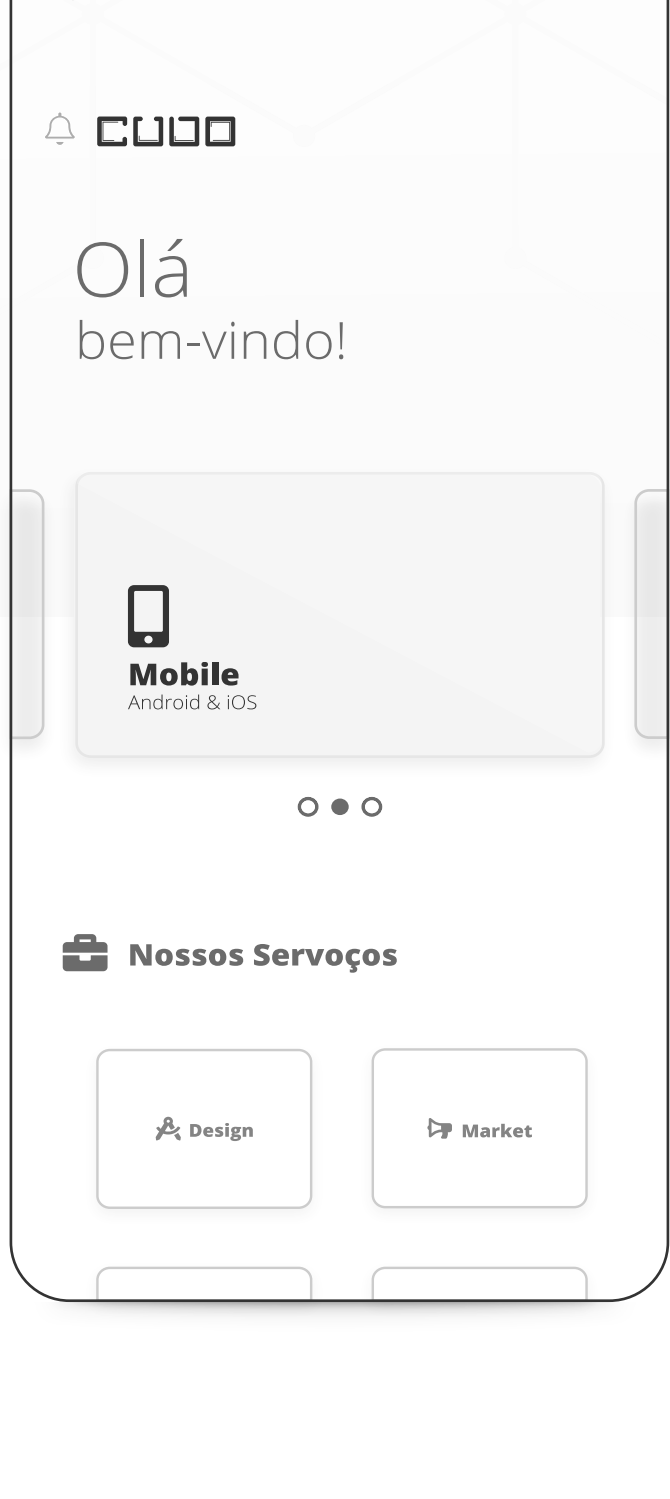 CUDO
Olá
bem-vindo!
Mobile
Android & iOS
Nossos Servoços
Design
Market